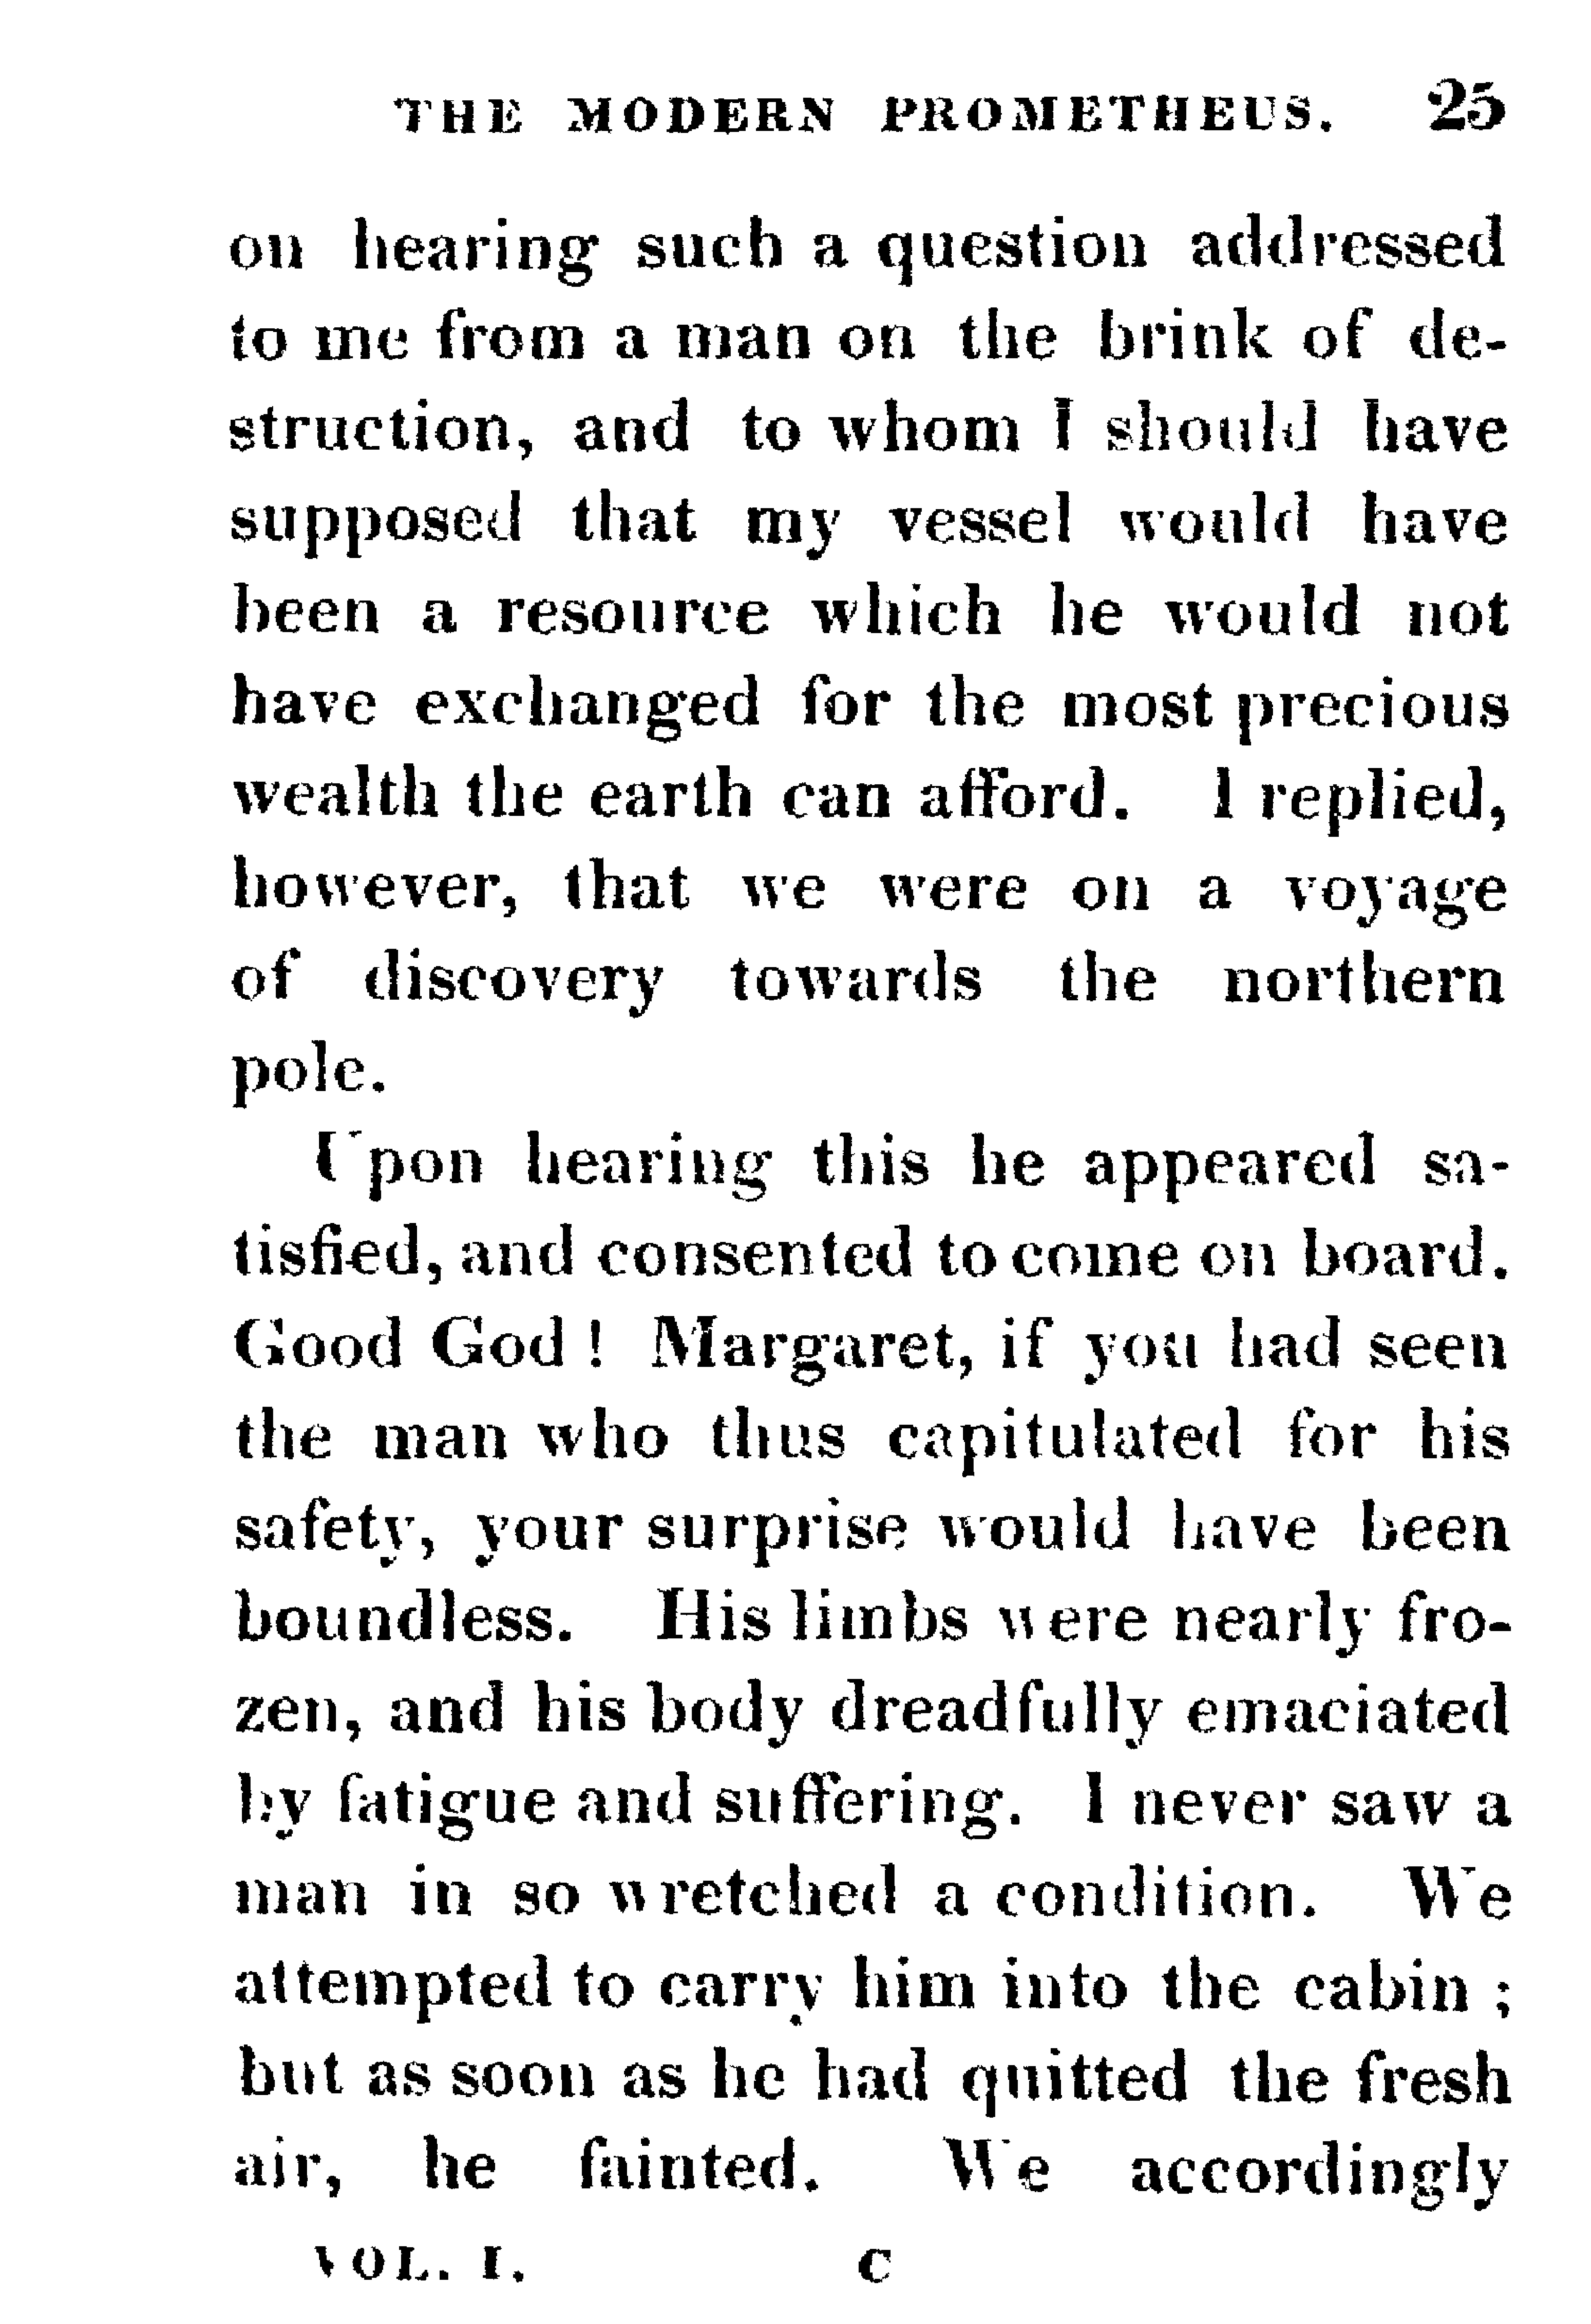 THE MODERN PROMETHEUS. 25
on hearing such a question addressed
to me from a man on the brink of de-
struction, and to whom I should have
supposed that my vessel would have
been a resource which he would not
have exchanged for the most precious
wealth the earth can afford. I replied,
however, that we were on a voyage
of discovery towards the northern
pole.
Upon hearing this he appeared sa-
tisfied, and consented to come on board.
Good God ! Margaret, if you had seen
the man who thus capitulated for his
safety, your surprise would have been
boundless. His limbs were nearly fro-
zen, and his body dreadfully emaciated
by fatigue and suffering. I never saw a
man in so wretched a condition. We
attempted to carry him into the cabin ;
but as soon as he had quitted the fresh
air, he fainted. We accordingly
VOL. I. C